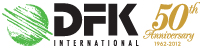 DFK
INTERNATIONAL
50th
Anniversary
1962-2012